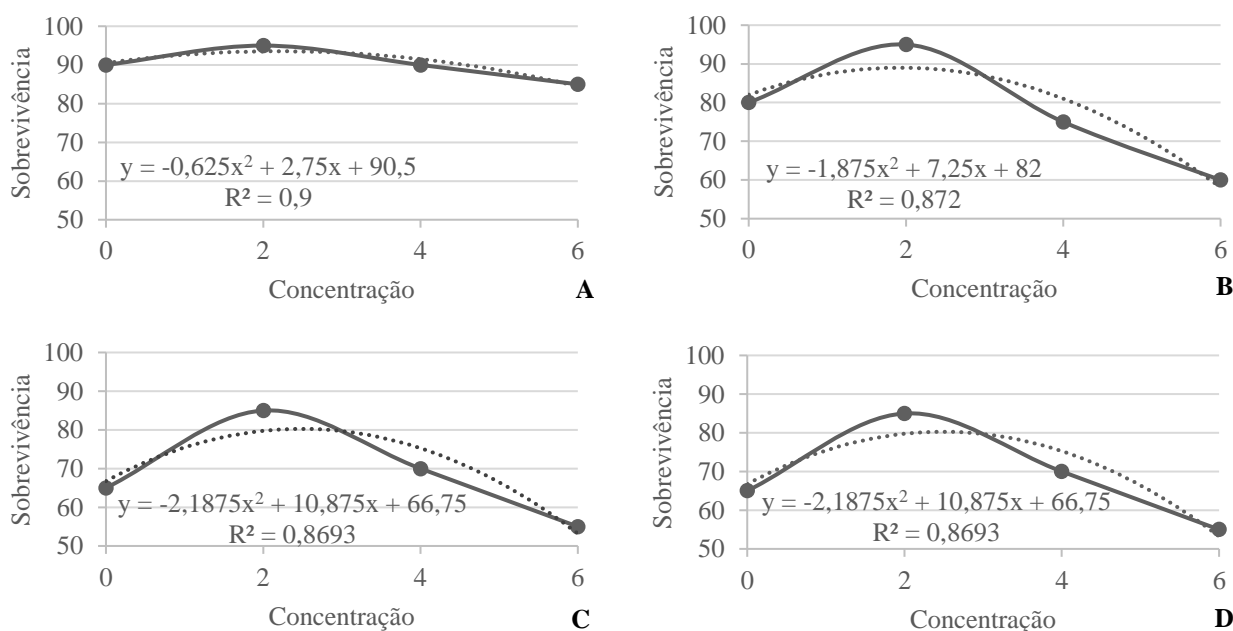 Sobrevivência
100
90
80
70
60
50
y = -0,625x² + 2,75x + 90,5
R² = 0,9
0 2 4 6
Concentração
A
Sobrevivência
100
90
80
70
60
50
y = -1,875x² + 7,25x + 82
R² = 0,872
0 2 4 6
Concentração
B
Sobrevivência
100
90
80
70
60
50
y = -2,1875x² + 10,875x + 66,75
R² = 0,8693
0 2 4 6
Concentração
C
Sobrevivência
100
90
80
70
60
50
y = -2,1875x² + 10,875x + 66,75
R² = 0,8693
0 2 4 6
Concentração
D